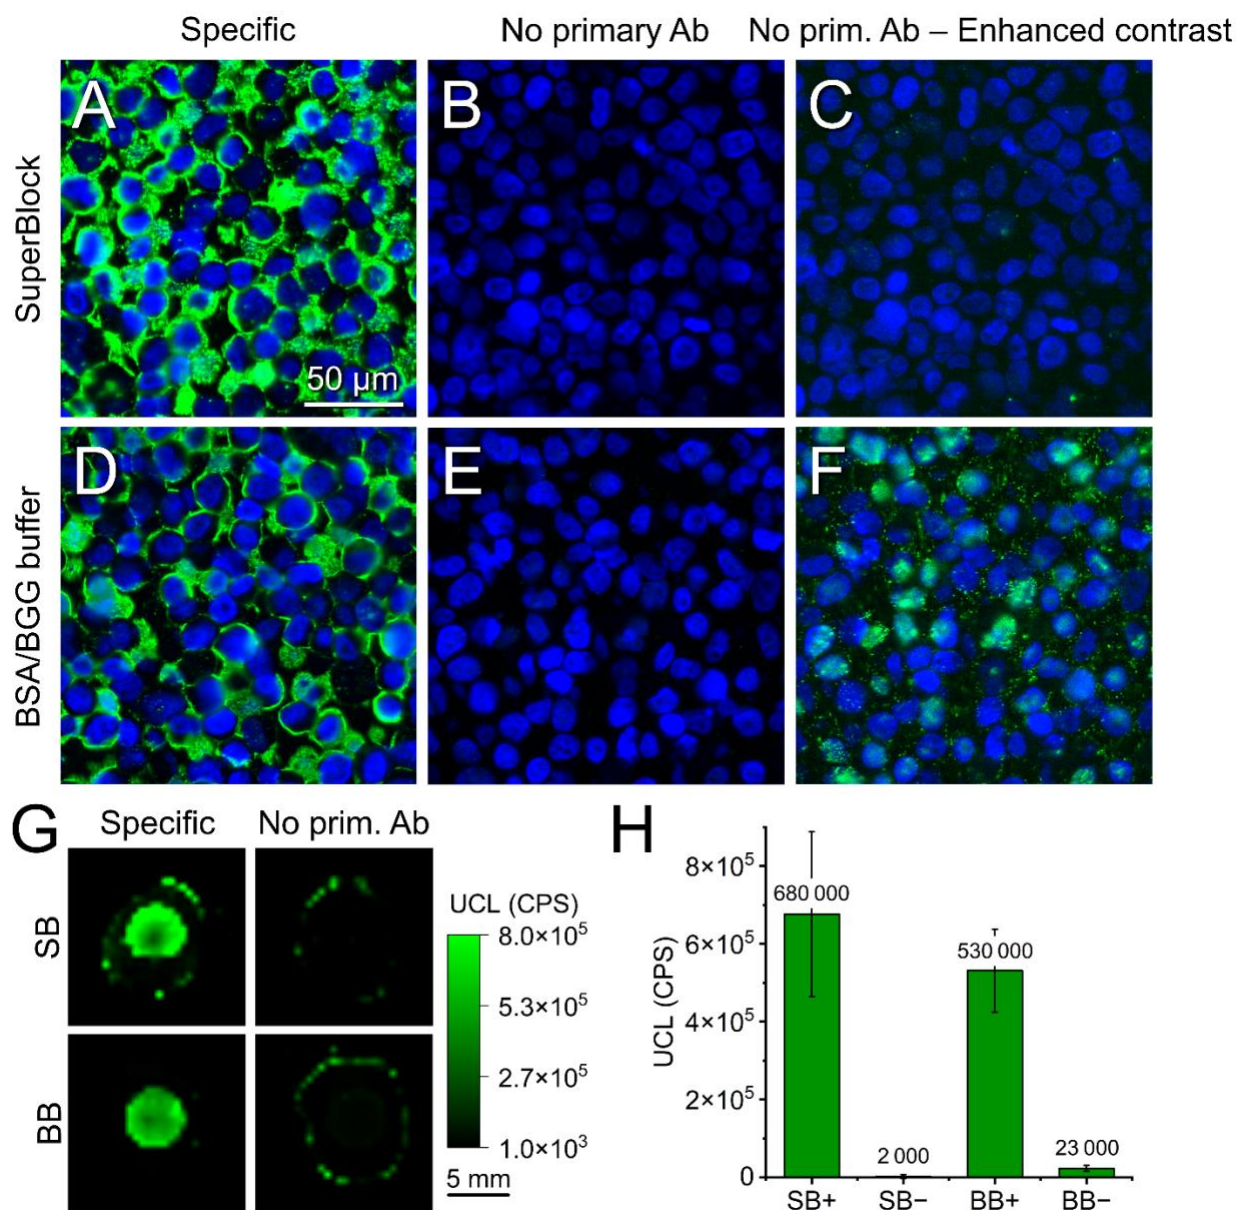 Specific
No primary Ab
No prim. Ab – Enhanced contrast
SuperBlock
A
B
C
50 µm
BSA/BGG buffer
D
E
F
G
Specific
No prim. Ab
SB
BB
UCL (CPS)
8.0×10⁵
5.3×10⁵
2.7×10⁵
1.0×10³
5 mm
H
UCL (CPS)
8×10⁵
6×10⁵
4×10⁵
2×10⁵
0
680 000
2 000
530 000
23 000
SB+
SB−
BB+
BB−